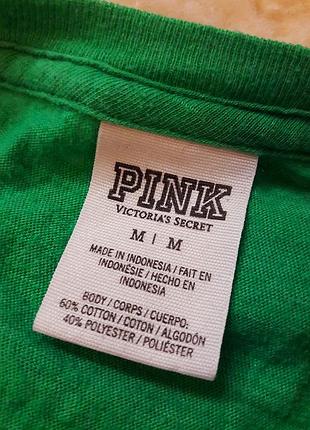 PINK
VICTORIA'S SECRET
M | M
MADE IN INDONESIA / FAIT EN
INDONÉSIE / HECHO EN
INDONESIA
BODY / CORPS / CUERPO:
60% COTTON / COTON / ALGODÓN
40% POLYESTER / POLIÉSTER